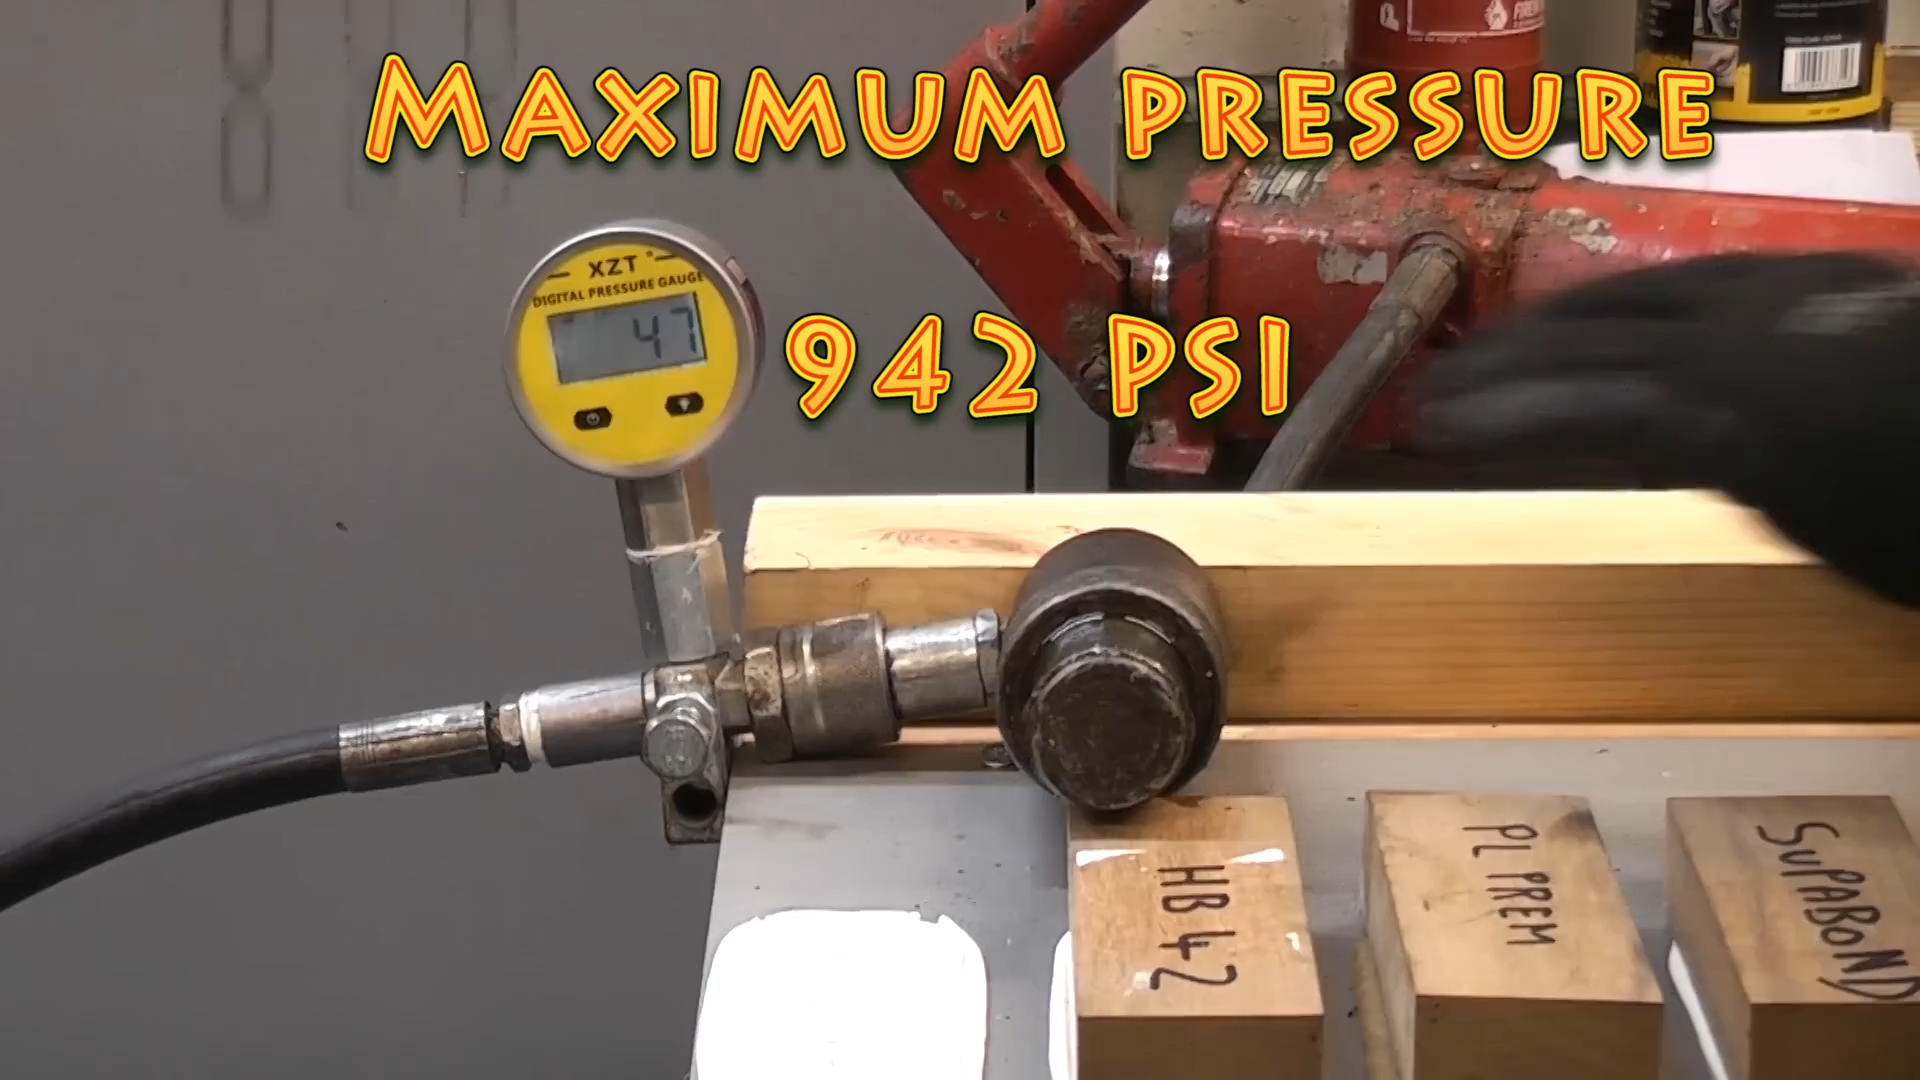 MAXIMUM PRESSURE
942 PSI
XZT
DIGITAL PRESSURE GAUGE
47
HB 42
PL PREM
SUPABOND